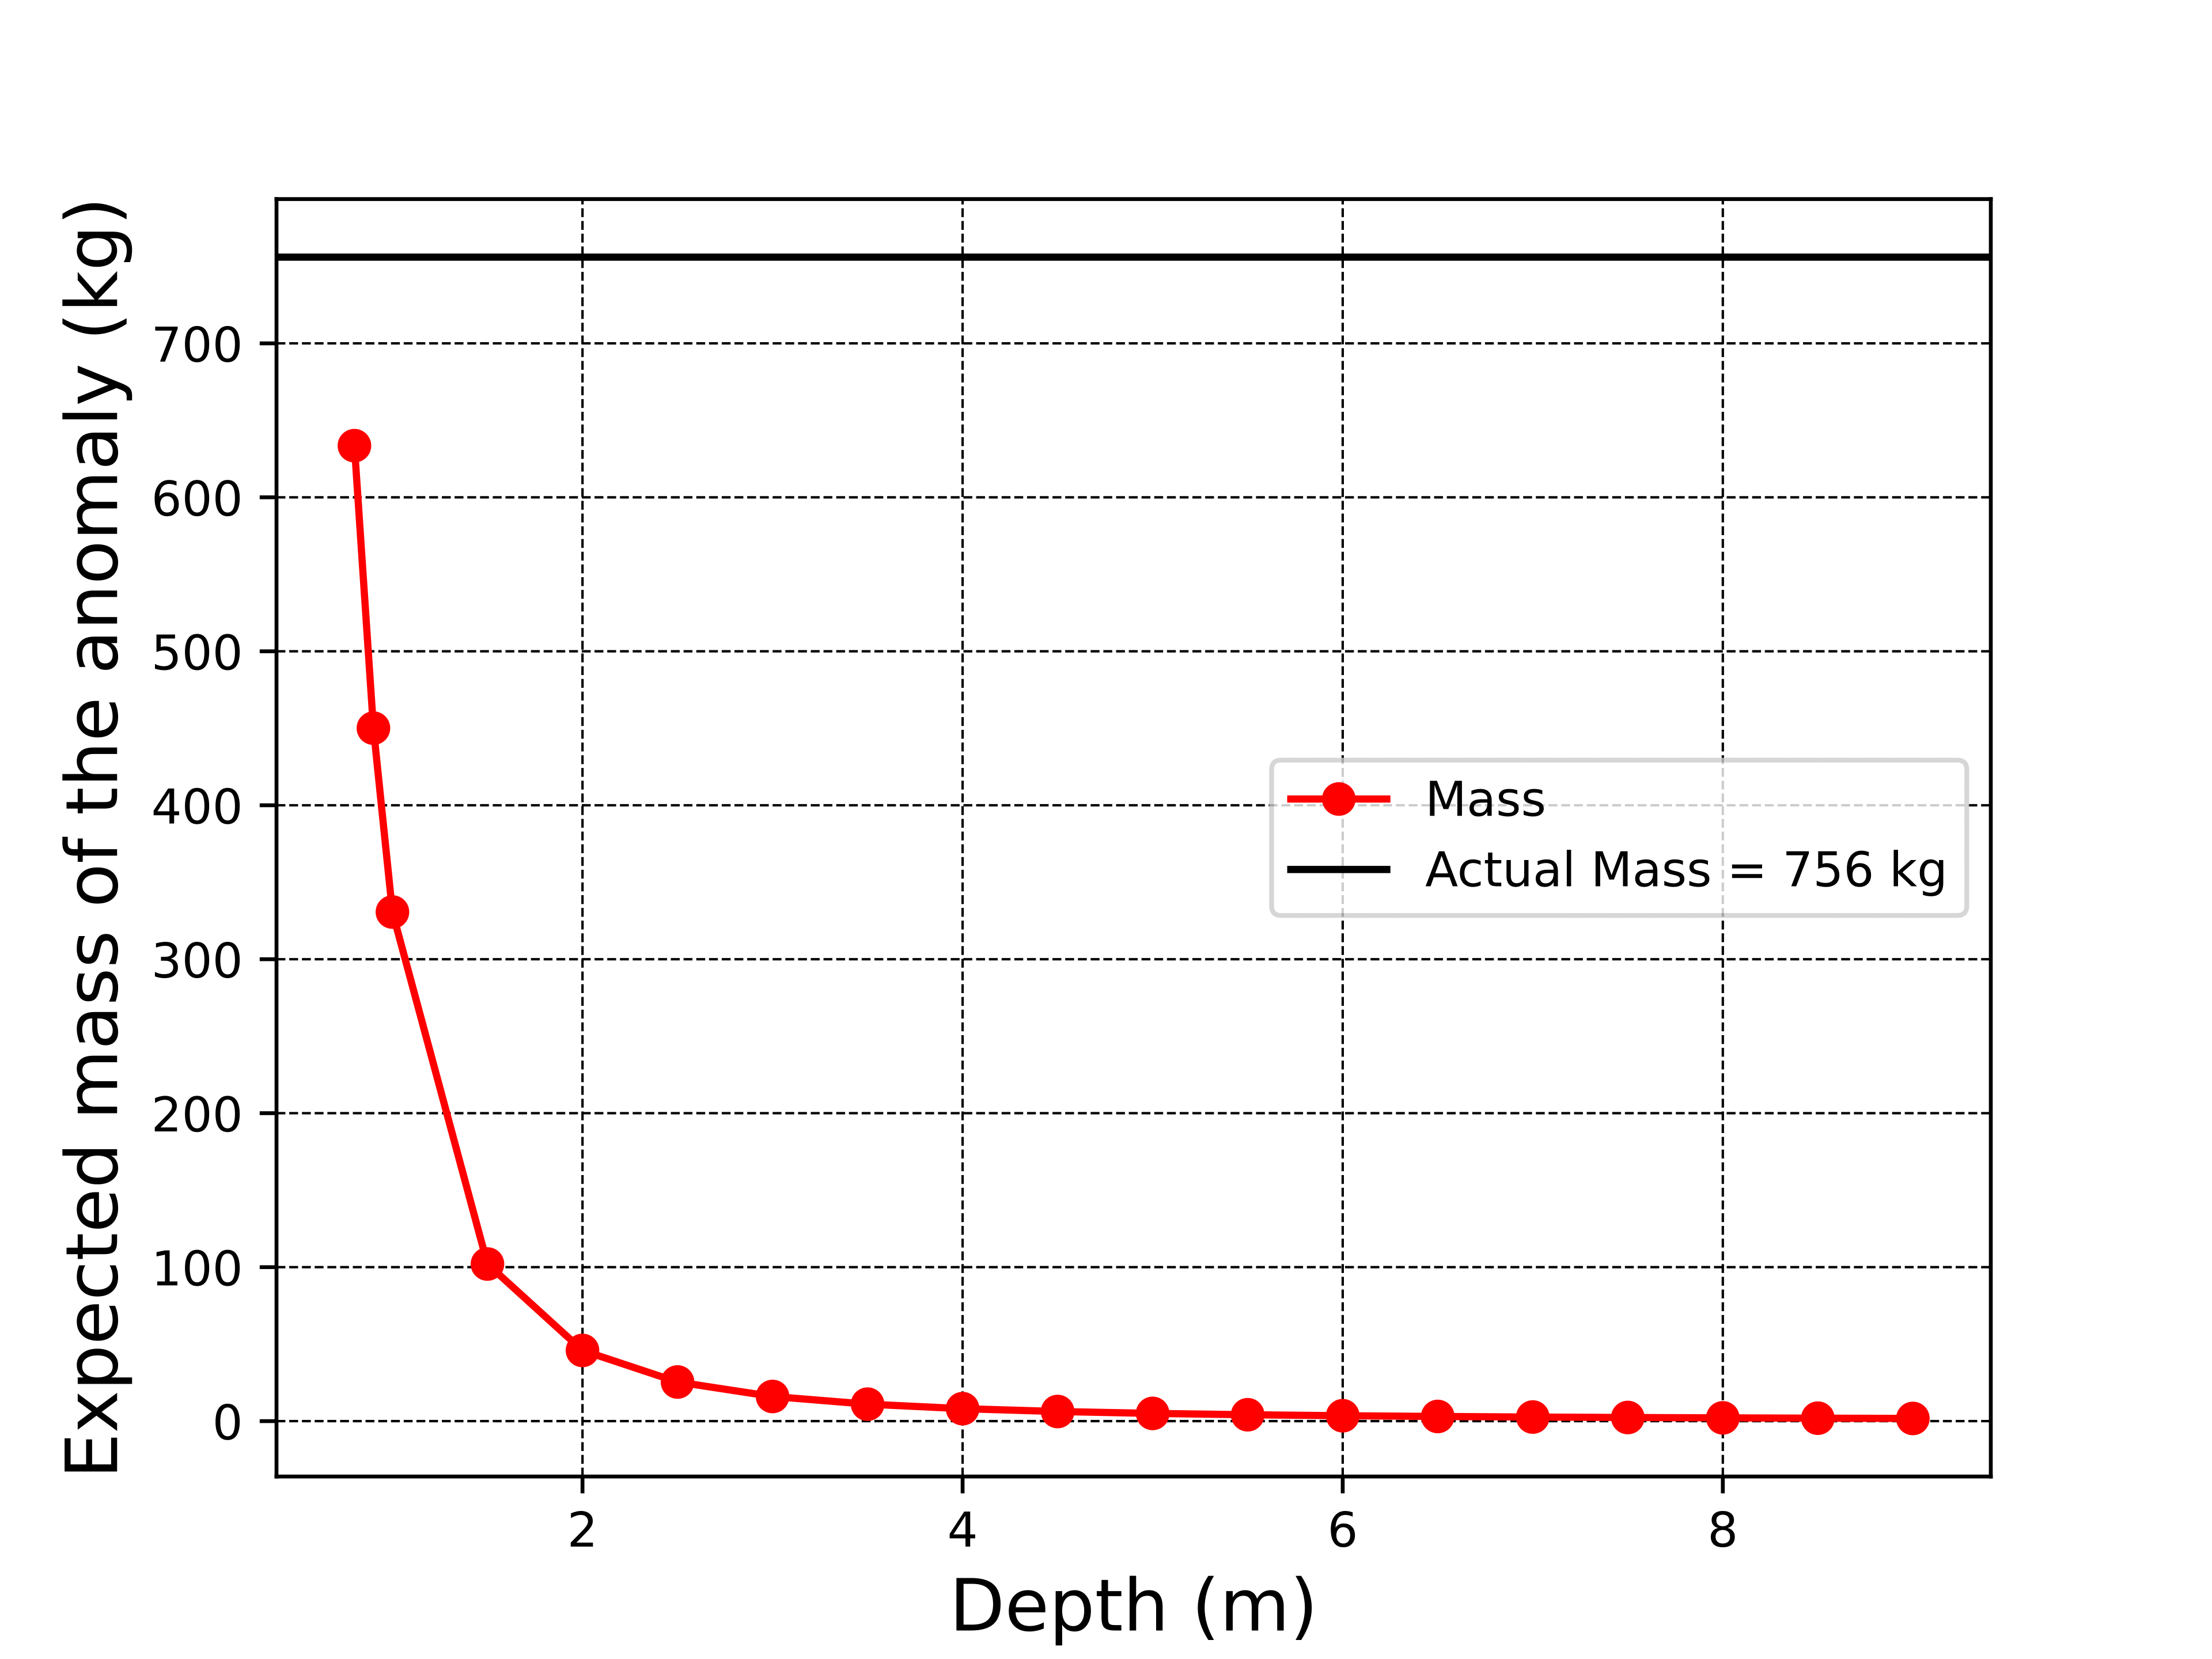 Expected mass of the anomaly (kg)
700
600
500
400
300
200
100
0
Mass
Actual Mass = 756 kg
2 4 6 8
Depth (m)